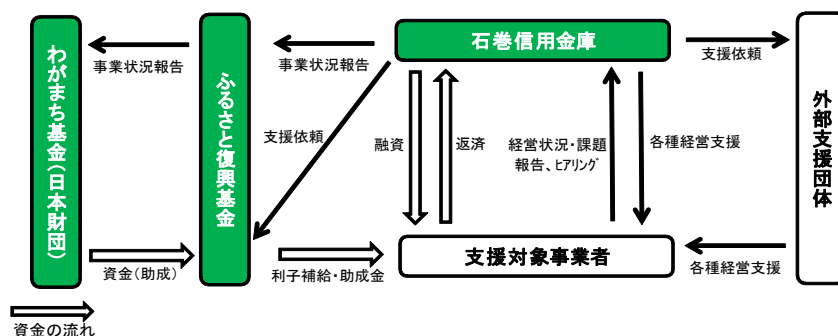 石巻信用金庫
わがまち基金(日本財団)
事業状況報告
ふるさと復興基金
事業状況報告
支援依頼
支援依頼
融資
返済
経営状況・課題
報告、ﾋｱﾘﾝｸﾞ
各種経営支援
外部支援団体
資金(助成)
利子補給・助成金
支援対象事業者
各種経営支援
資金の流れ